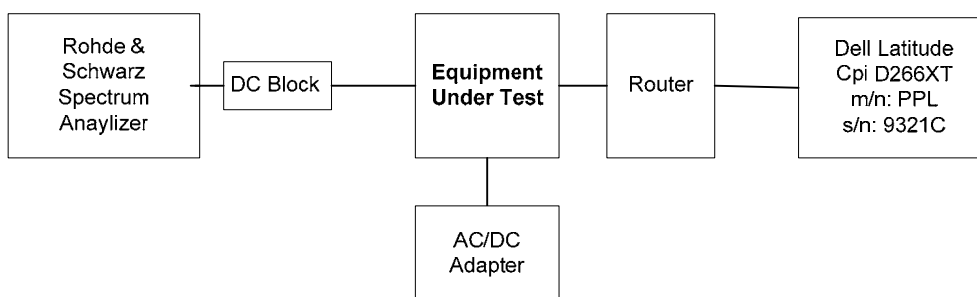 Rohde &
Schwarz
Spectrum
Anaylizer
DC Block
Equipment
Under Test
Router
Dell Latitude
Cpi D266XT
m/n: PPL
s/n: 9321C
AC/DC
Adapter